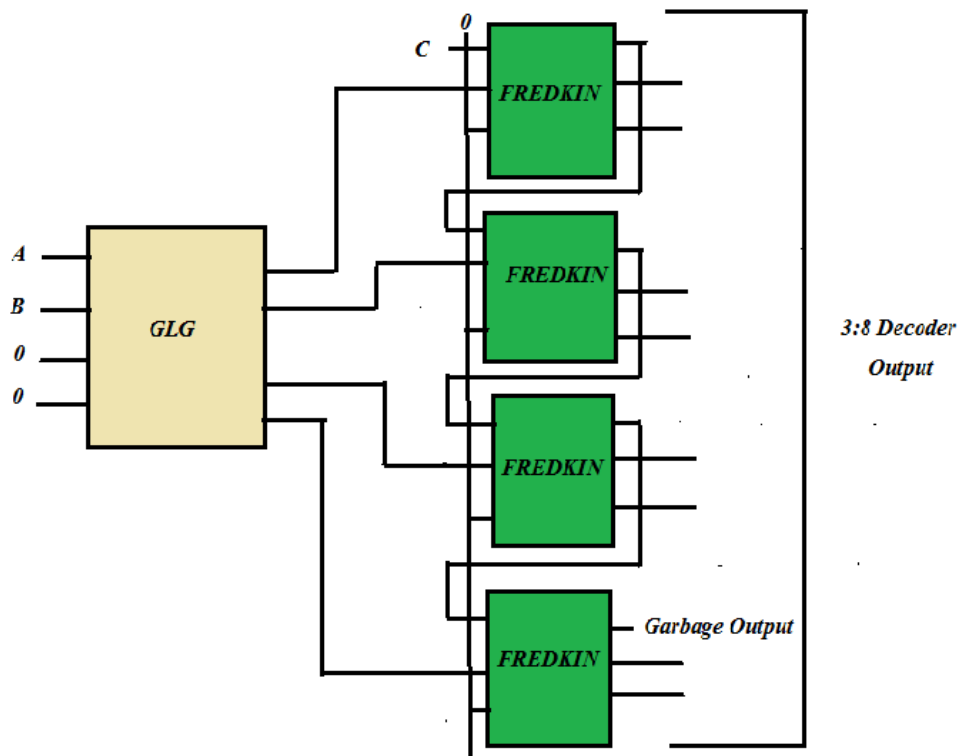 0
C
FREDKIN
A
B
0
0
GLG
FREDKIN
3:8 Decoder
Output
FREDKIN
Garbage Output
FREDKIN